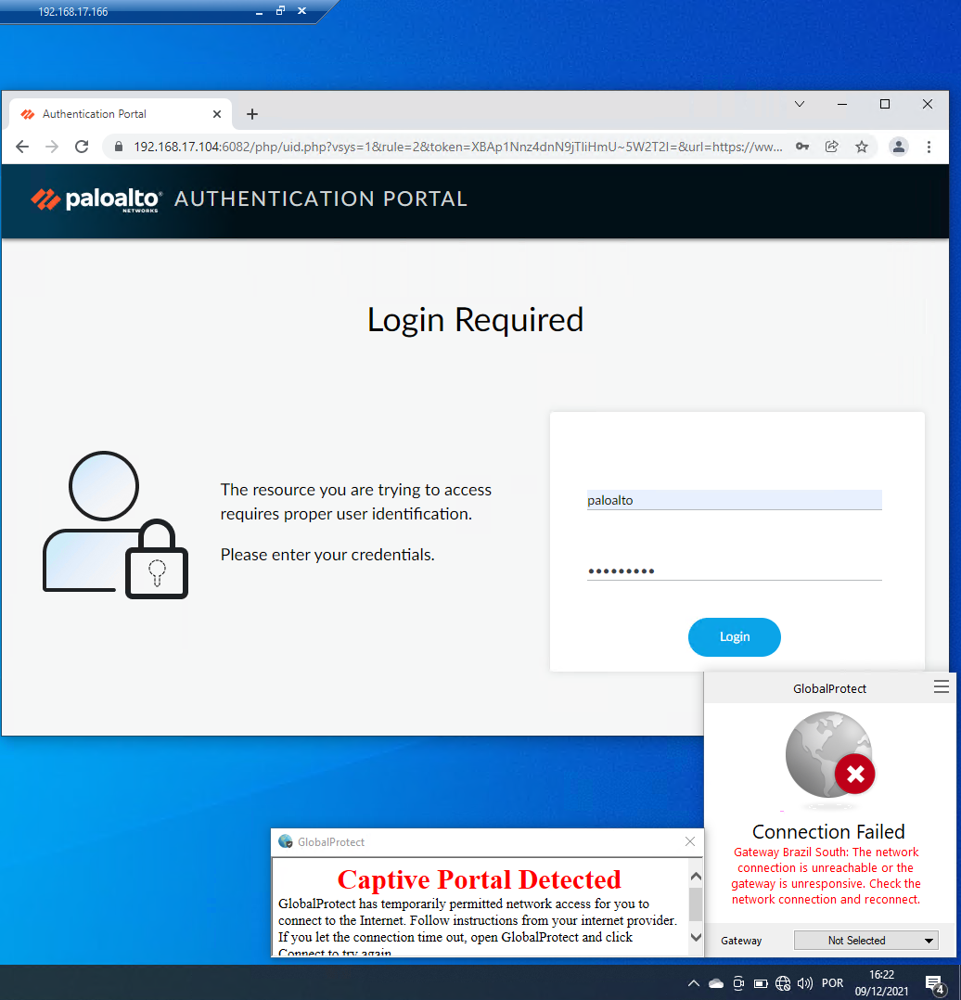 192.168.17.166
Authentication Portal
192.168.17.104:6082/php/uid.php?vsys=1&rule=2&token=XBAp1Nnz4dnN9jTIiHmU~5W2T2I=&url=https://ww...
paloalto®
NETWORKS
AUTHENTICATION PORTAL
Login Required
The resource you are trying to access
requires proper user identification.
Please enter your credentials.
paloalto
•••••••••
Login
GlobalProtect
Connection Failed
Gateway Brazil South: The network
connection is unreachable or the
gateway is unresponsive. Check the
network connection and reconnect.
Gateway
Not Selected
GlobalProtect
Captive Portal Detected
GlobalProtect has temporarily permitted network access for you to
connect to the Internet. Follow instructions from your internet provider.
If you let the connection time out, open GlobalProtect and click
Connect to try again
POR
16:22
09/12/2021
4